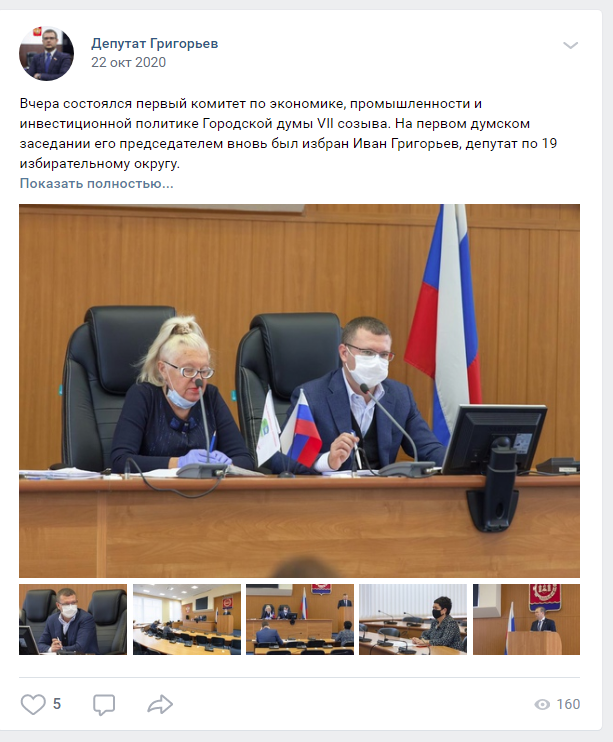 Депутат Григорьев
22 окт 2020
Вчера состоялся первый комитет по экономике, промышленности и
инвестиционной политике Городской думы VII созыва. На первом думском
заседании его председателем вновь был избран Иван Григорьев, депутат по 19
избирательному округу.
Показать полностью...
5
160